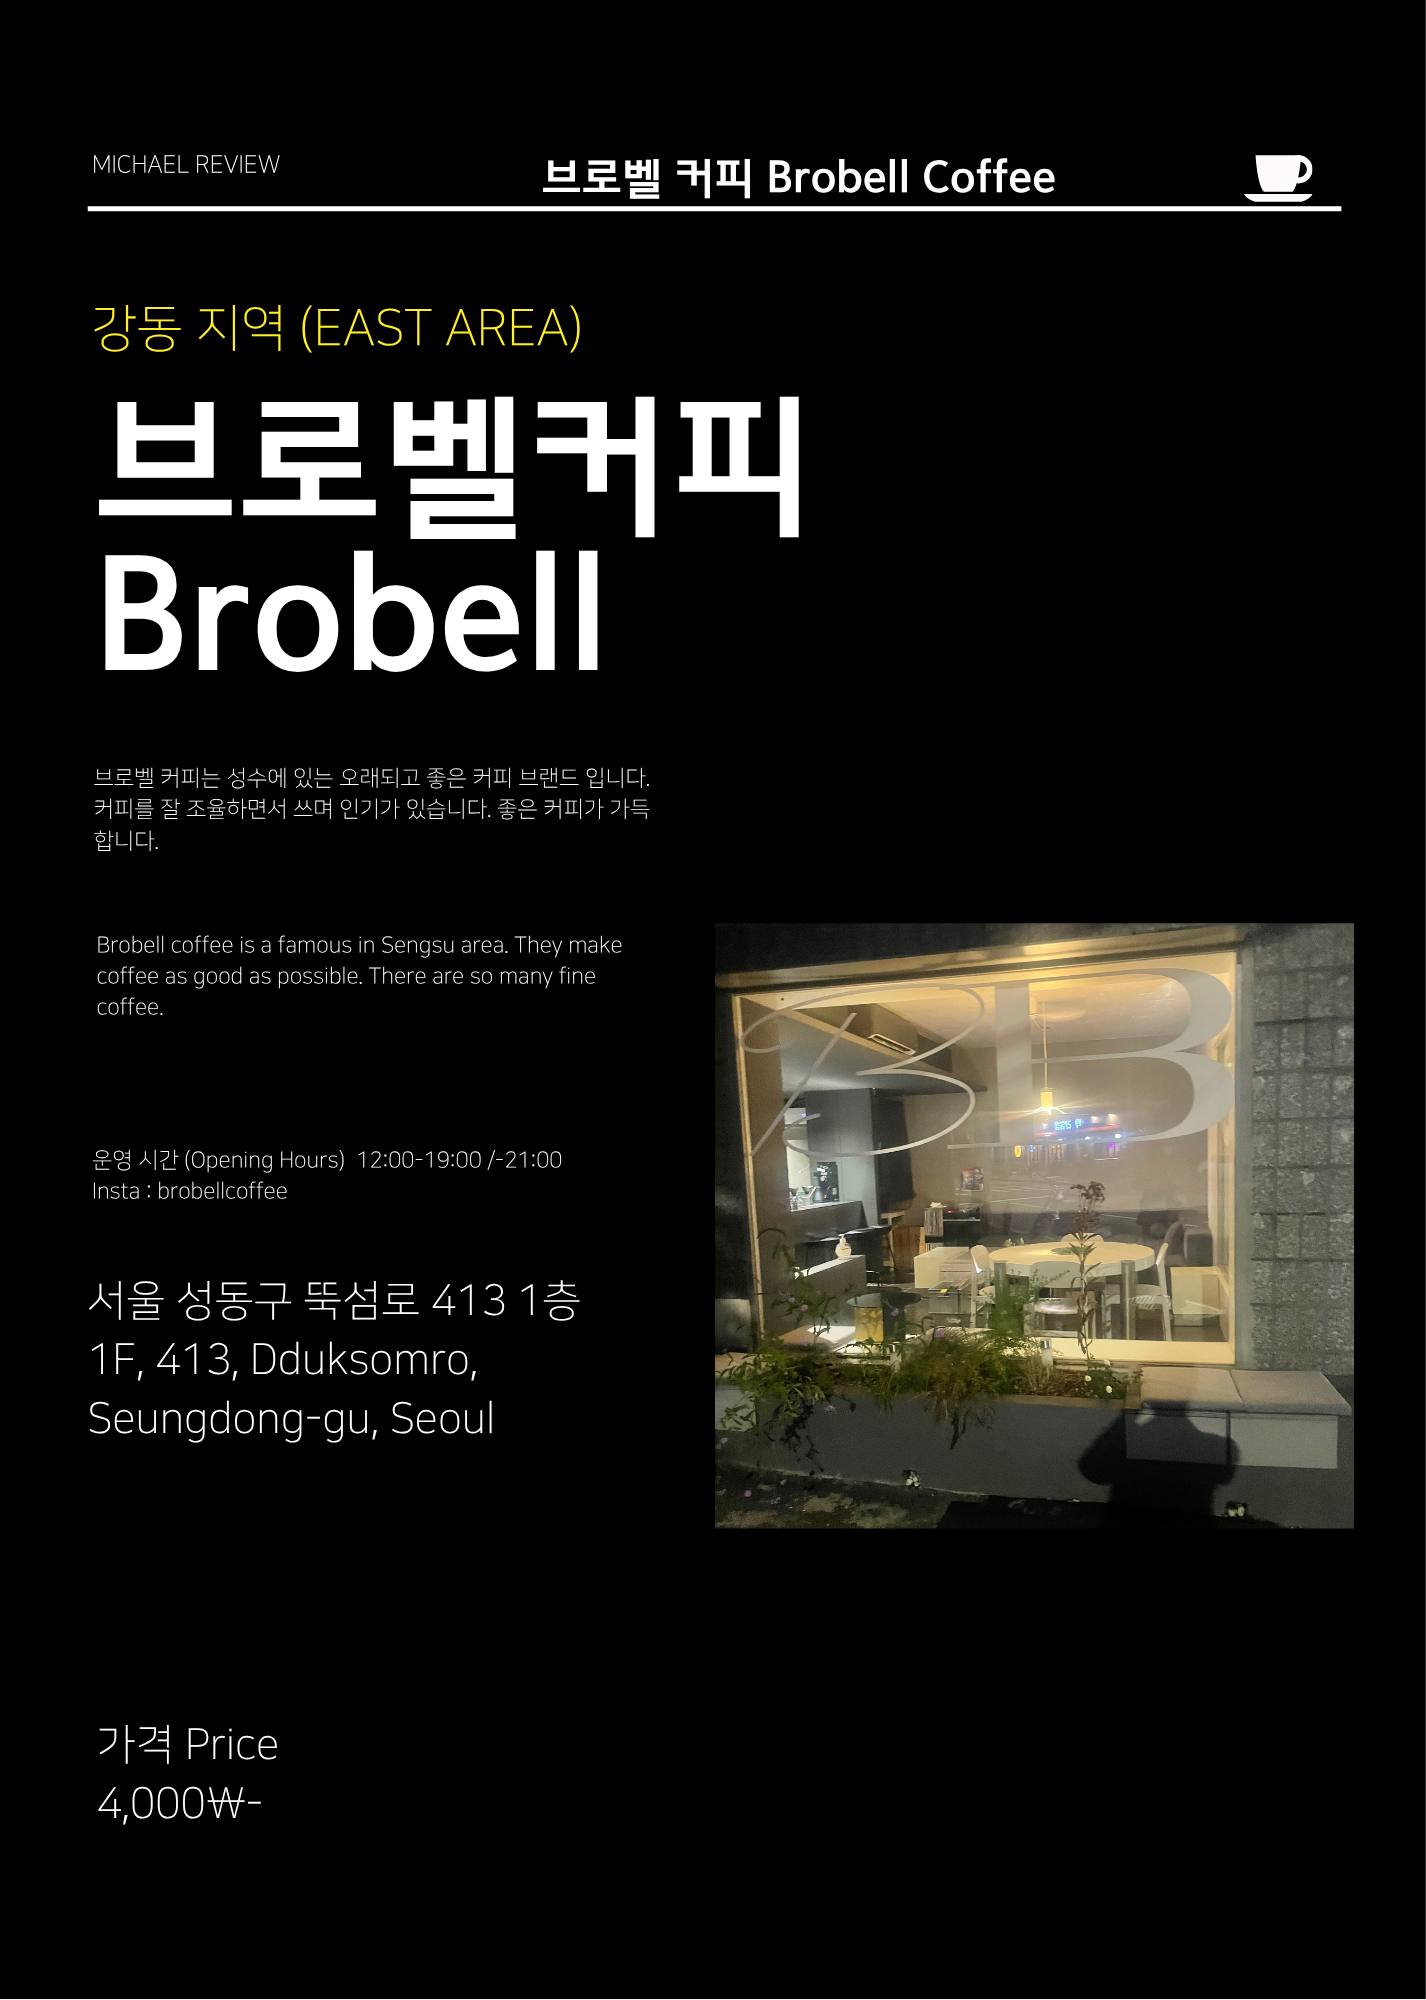 MICHAEL REVIEW
브로벨 커피 Brobell Coffee
강동 지역 (EAST AREA)
브로벨커피
Brobell
브로벨 커피는 성수에 있는 오래되고 좋은 커피 브랜드 입니다.
커피를 잘 조율하면서 쓰며 인기가 있습니다. 좋은 커피가 가득
합니다.
Brobell coffee is a famous in Sengsu area. They make
coffee as good as possible. There are so many fine
coffee.
운영 시간 (Opening Hours)  12:00-19:00 /-21:00
Insta : brobellcoffee
서울 성동구 뚝섬로 413 1층
1F, 413, Dduksomro,
Seungdong-gu, Seoul
B B
가격 Price
4,000₩-